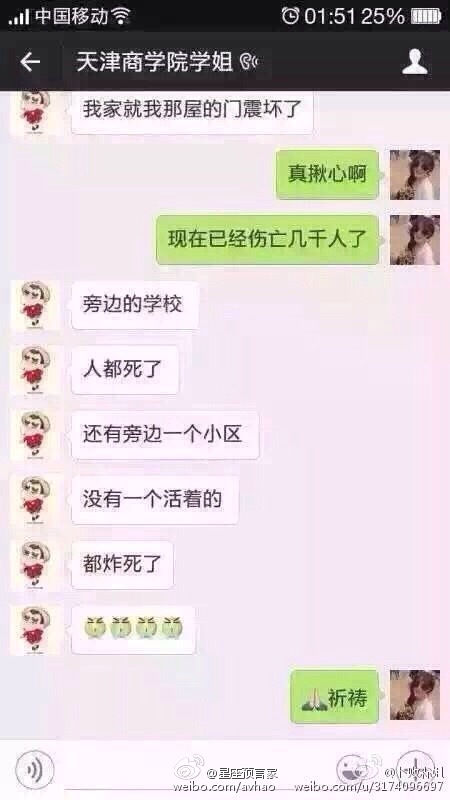 中国移动 01:51 25%
天津商学院学姐
我家就我那屋的门震坏了
真揪心啊
现在已经伤亡几千人了
旁边的学校
人都死了
还有旁边一个小区
没有一个活着的
都炸死了
祈祷
@星座预言家
weibo.com/avhao weibo.com/u/3174096697